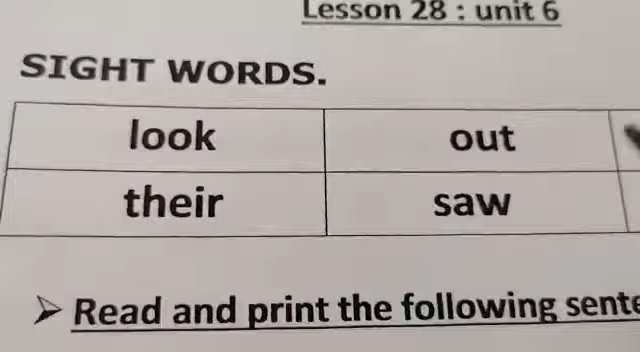 Lesson 28 : unit 6
SIGHT WORDS.
look out
their saw
Read and print the following